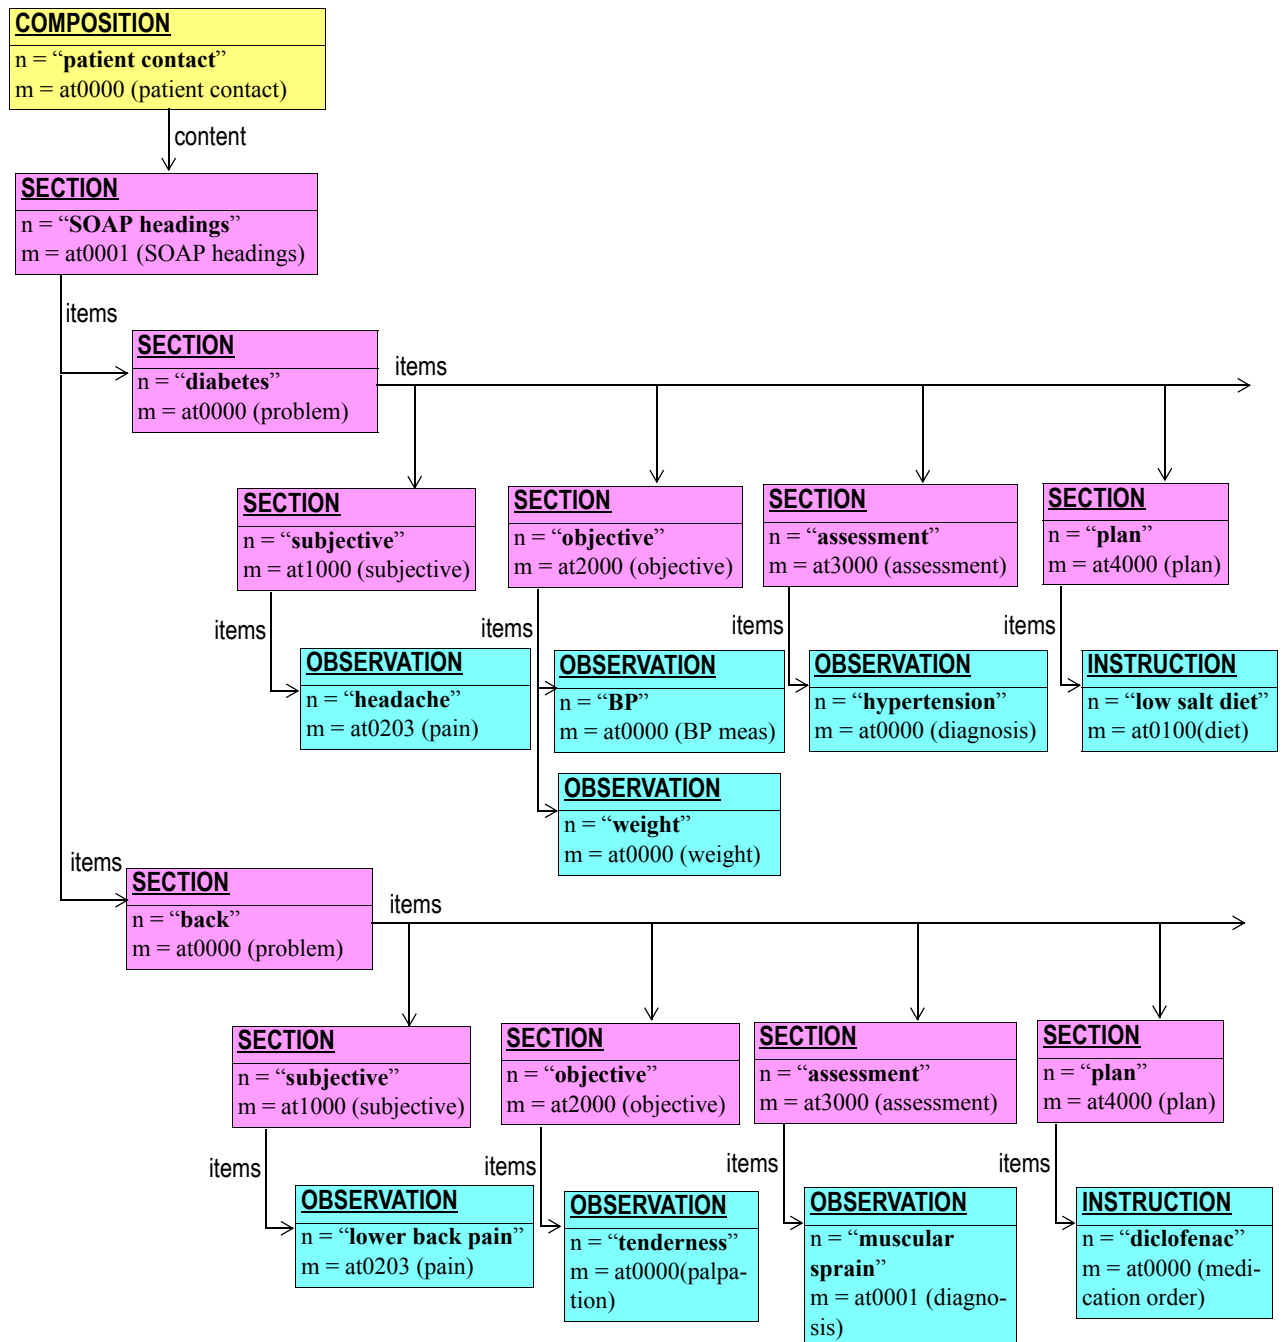 COMPOSITION
n = “patient contact”
m = at0000 (patient contact)
content
SECTION
n = “SOAP headings”
m = at0001 (SOAP headings)
items
SECTION
n = “diabetes”
m = at0000 (problem)
items
SECTION
n = “subjective”
m = at1000 (subjective)
SECTION
n = “objective”
m = at2000 (objective)
SECTION
n = “assessment”
m = at3000 (assessment)
SECTION
n = “plan”
m = at4000 (plan)
items
items
items
items
OBSERVATION
n = “headache”
m = at0203 (pain)
OBSERVATION
n = “BP”
m = at0000 (BP meas)
OBSERVATION
n = “hypertension”
m = at0000 (diagnosis)
INSTRUCTION
n = “low salt diet”
m = at0100(diet)
OBSERVATION
n = “weight”
m = at0000 (weight)
items
SECTION
n = “back”
m = at0000 (problem)
items
SECTION
n = “subjective”
m = at1000 (subjective)
SECTION
n = “objective”
m = at2000 (objective)
SECTION
n = “assessment”
m = at3000 (assessment)
SECTION
n = “plan”
m = at4000 (plan)
items
items
items
items
OBSERVATION
n = “lower back pain”
m = at0203 (pain)
OBSERVATION
n = “tenderness”
m = at0000(palpa-
tion)
OBSERVATION
n = “muscular
sprain”
m = at0001 (diagno-
sis)
INSTRUCTION
n = “diclofenac”
m = at0000 (medi-
cation order)